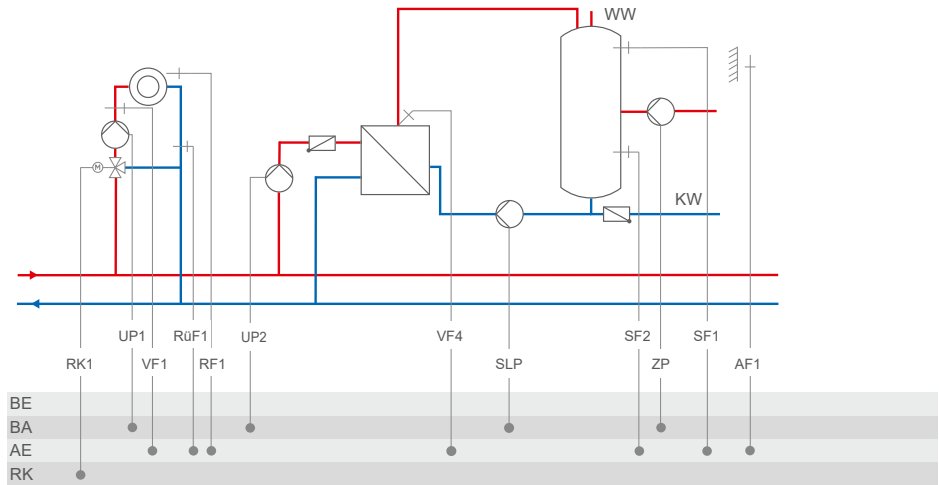 WW
M
KW
UP1 RüF1 UP2 VF4 SF2 SF1
RK1 VF1 RF1 SLP ZP AF1
BE
BA
AE
RK